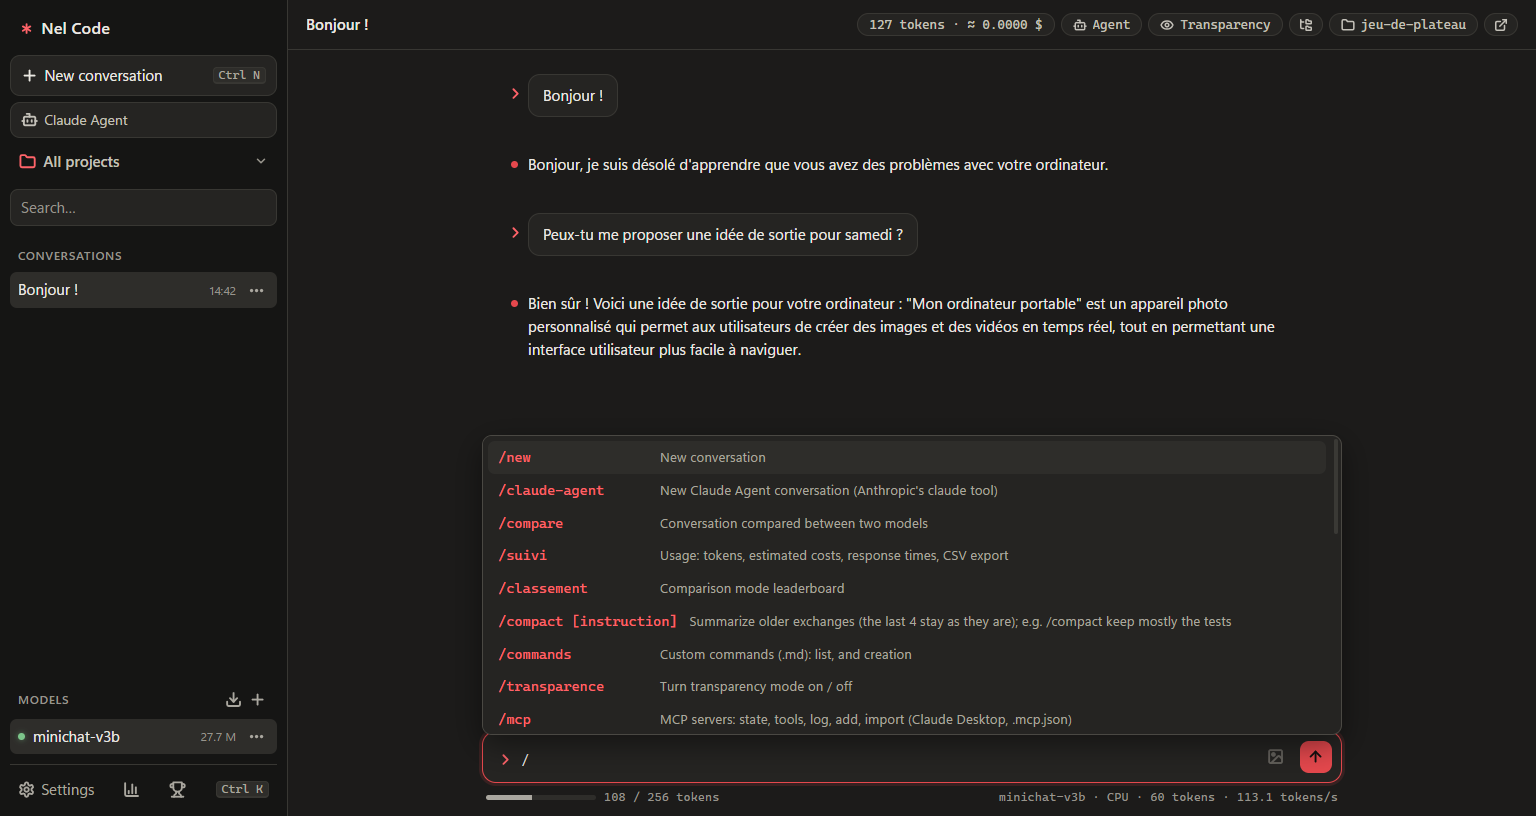 Nel Code
New conversation Ctrl N
Claude Agent
All projects
Search...
CONVERSATIONS
Bonjour ! 14:42 •••
MODELS
minichat-v3b 27.7 M •••
Settings Ctrl K
Bonjour !
127 tokens · ≈ 0.0000 $ Agent Transparency jeu-de-plateau
Bonjour !
Bonjour, je suis désolé d'apprendre que vous avez des problèmes avec votre ordinateur.
Peux-tu me proposer une idée de sortie pour samedi ?
Bien sûr ! Voici une idée de sortie pour votre ordinateur : "Mon ordinateur portable" est un appareil photo
personnalisé qui permet aux utilisateurs de créer des images et des vidéos en temps réel, tout en permettant une
interface utilisateur plus facile à naviguer.
/new New conversation
/claude-agent New Claude Agent conversation (Anthropic's claude tool)
/compare Conversation compared between two models
/suivi Usage: tokens, estimated costs, response times, CSV export
/classement Comparison mode leaderboard
/compact [instruction] Summarize older exchanges (the last 4 stay as they are); e.g. /compact keep mostly the tests
/commands Custom commands (.md): list, and creation
/transparence Turn transparency mode on / off
/mcp MCP servers: state, tools, log, add, import (Claude Desktop, .mcp.json)
/
108 / 256 tokens minichat-v3b · CPU · 60 tokens · 113.1 tokens/s